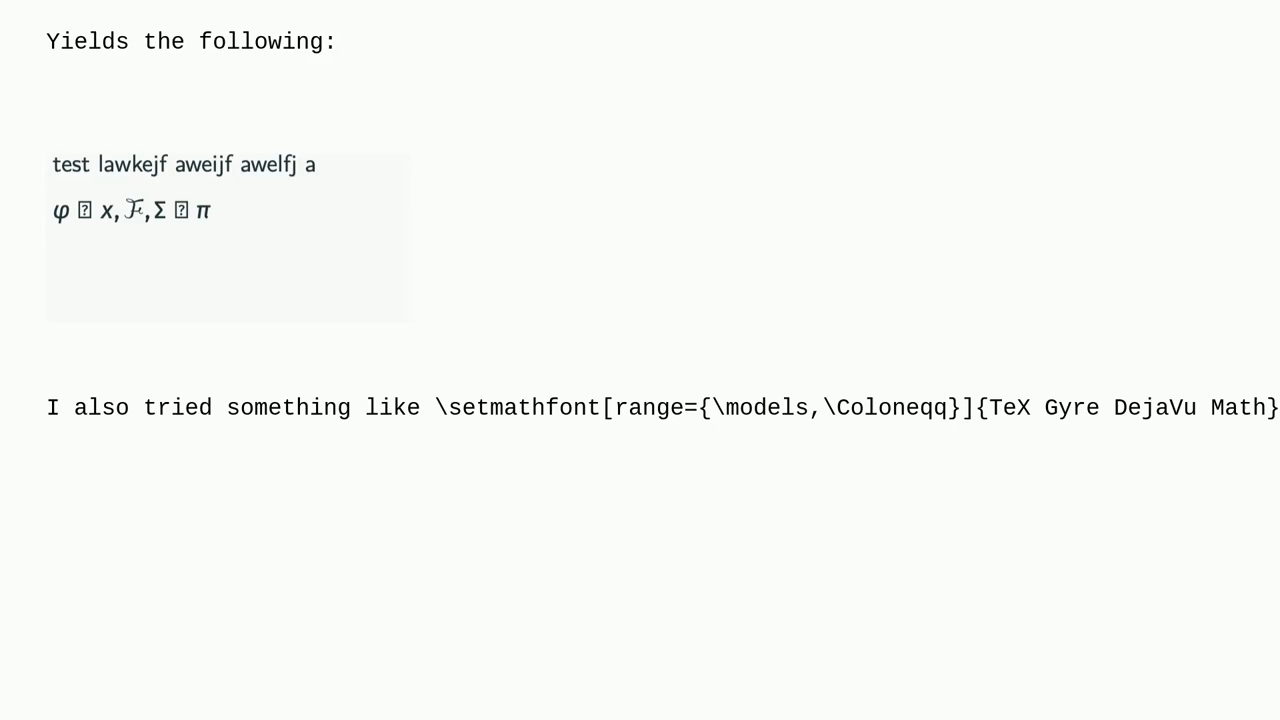 Yields the following:
test lawkejf aweijf awelfj a
φ ⍰ x, ℱ, Σ ⍰ π
I also tried something like \setmathfont[range={\models,\Coloneqq}]{TeX Gyre DejaVu Math}